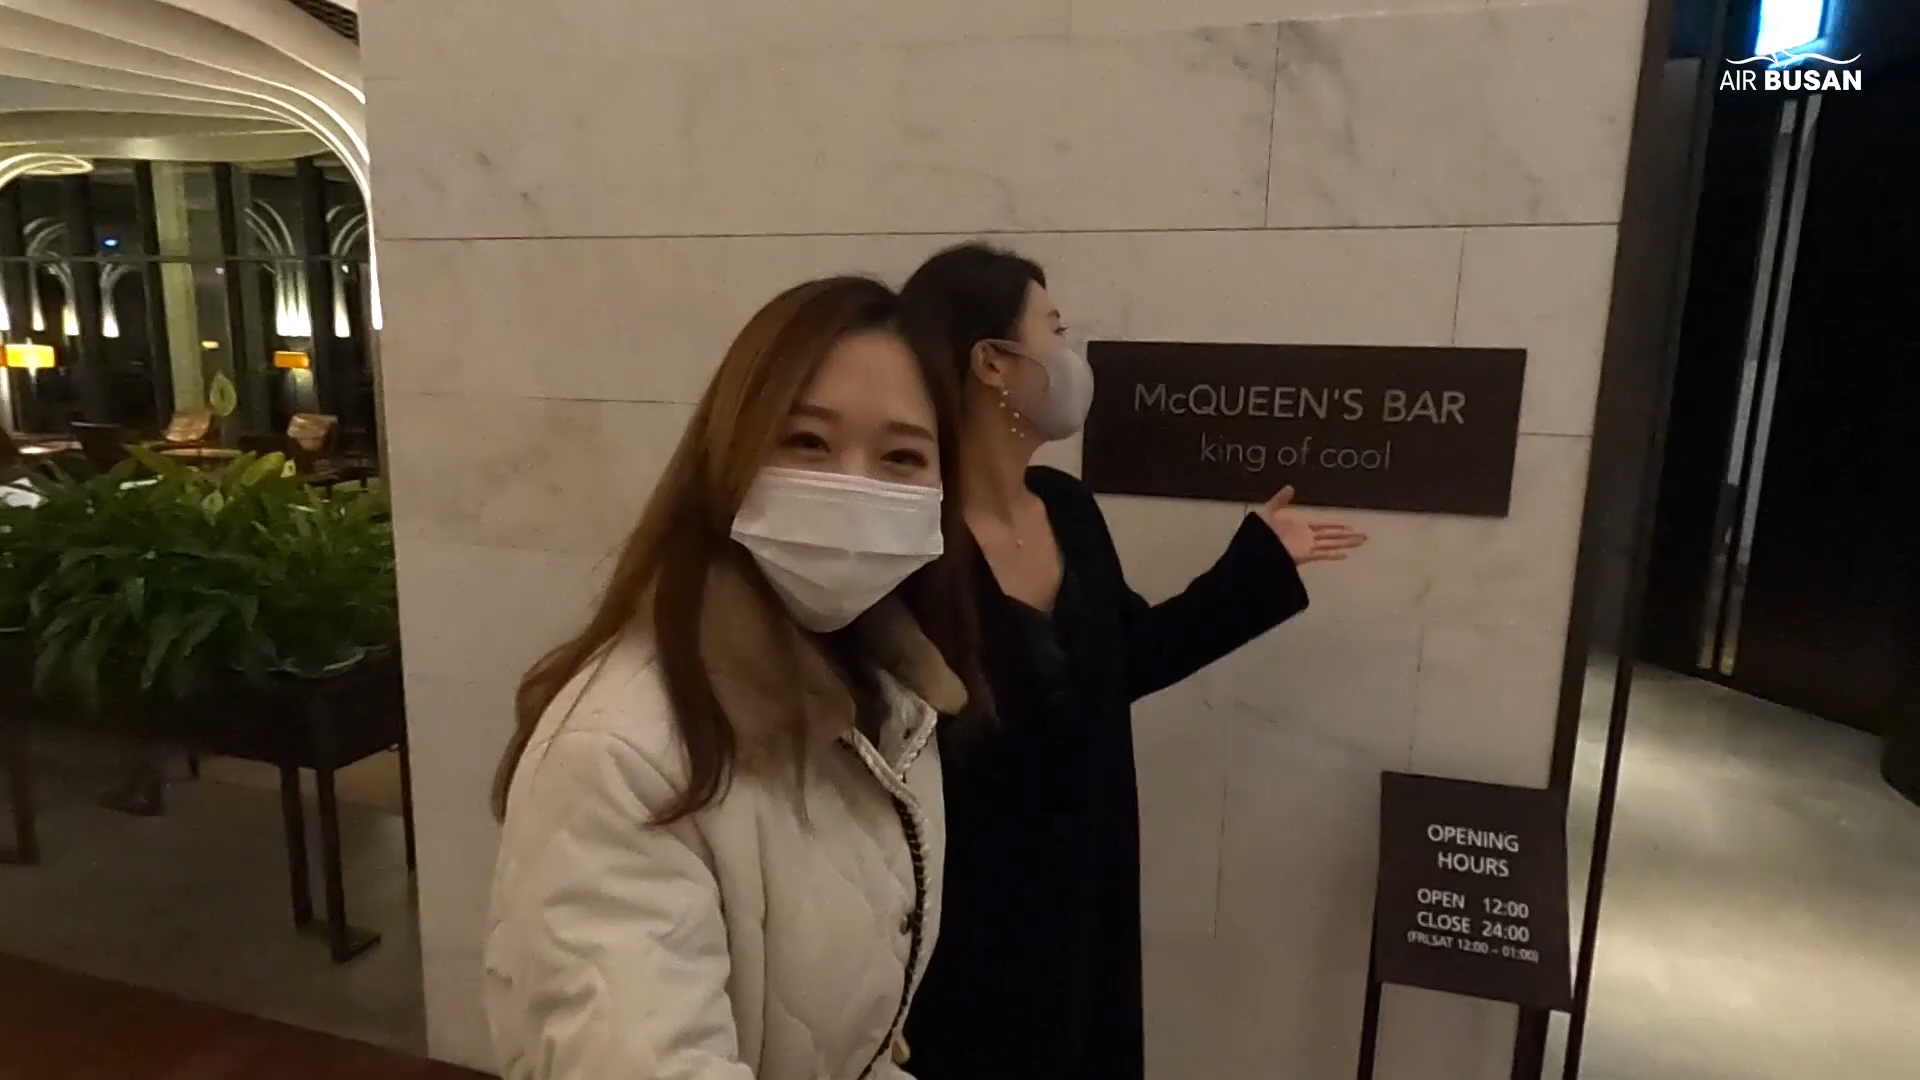 AIR BUSAN
McQUEEN'S BAR
king of cool
OPENING
HOURS
OPEN 12:00
CLOSE 24:00
(FRI,SAT 12:00 - 01:00)